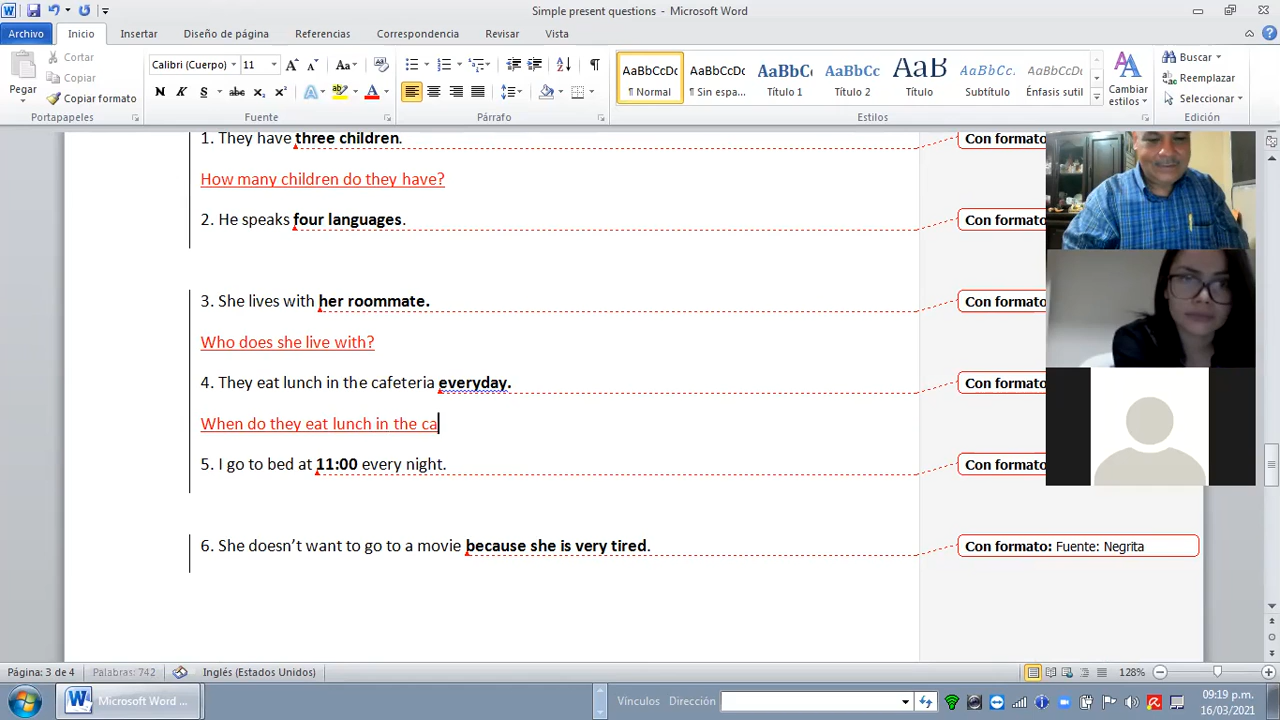 Simple present questions - Microsoft Word
Archivo Inicio Insertar Diseño de página Referencias Correspondencia Revisar Vista
Pegar
Cortar
Copiar
Copiar formato
Calibri (Cuerpo) 11
N K S abc x₂ x²
AaBbCcDc ¶ Normal
AaBbCcDc ¶ Sin espa...
AaBbC Título 1
AaBbCc Título 2
AaB Título
AaBbCc Subtítulo
AaBbCcDc Énfasis sutil
Cambiar estilos
Buscar
Reemplazar
Seleccionar
Portapapeles Fuente Párrafo Estilos Edición
1. They have three children. Con formato
How many children do they have?
2. He speaks four languages. Con formato
3. She lives with her roommate. Con formato
Who does she live with?
4. They eat lunch in the cafeteria everyday. Con formato
When do they eat lunch in the ca
5. I go to bed at 11:00 every night. Con formato
6. She doesn't want to go to a movie because she is very tired. Con formato: Fuente: Negrita
Página: 3 de 4 Palabras: 742 Inglés (Estados Unidos) 128%
Microsoft Word ... Vínculos Dirección 09:19 p.m.
16/03/2021